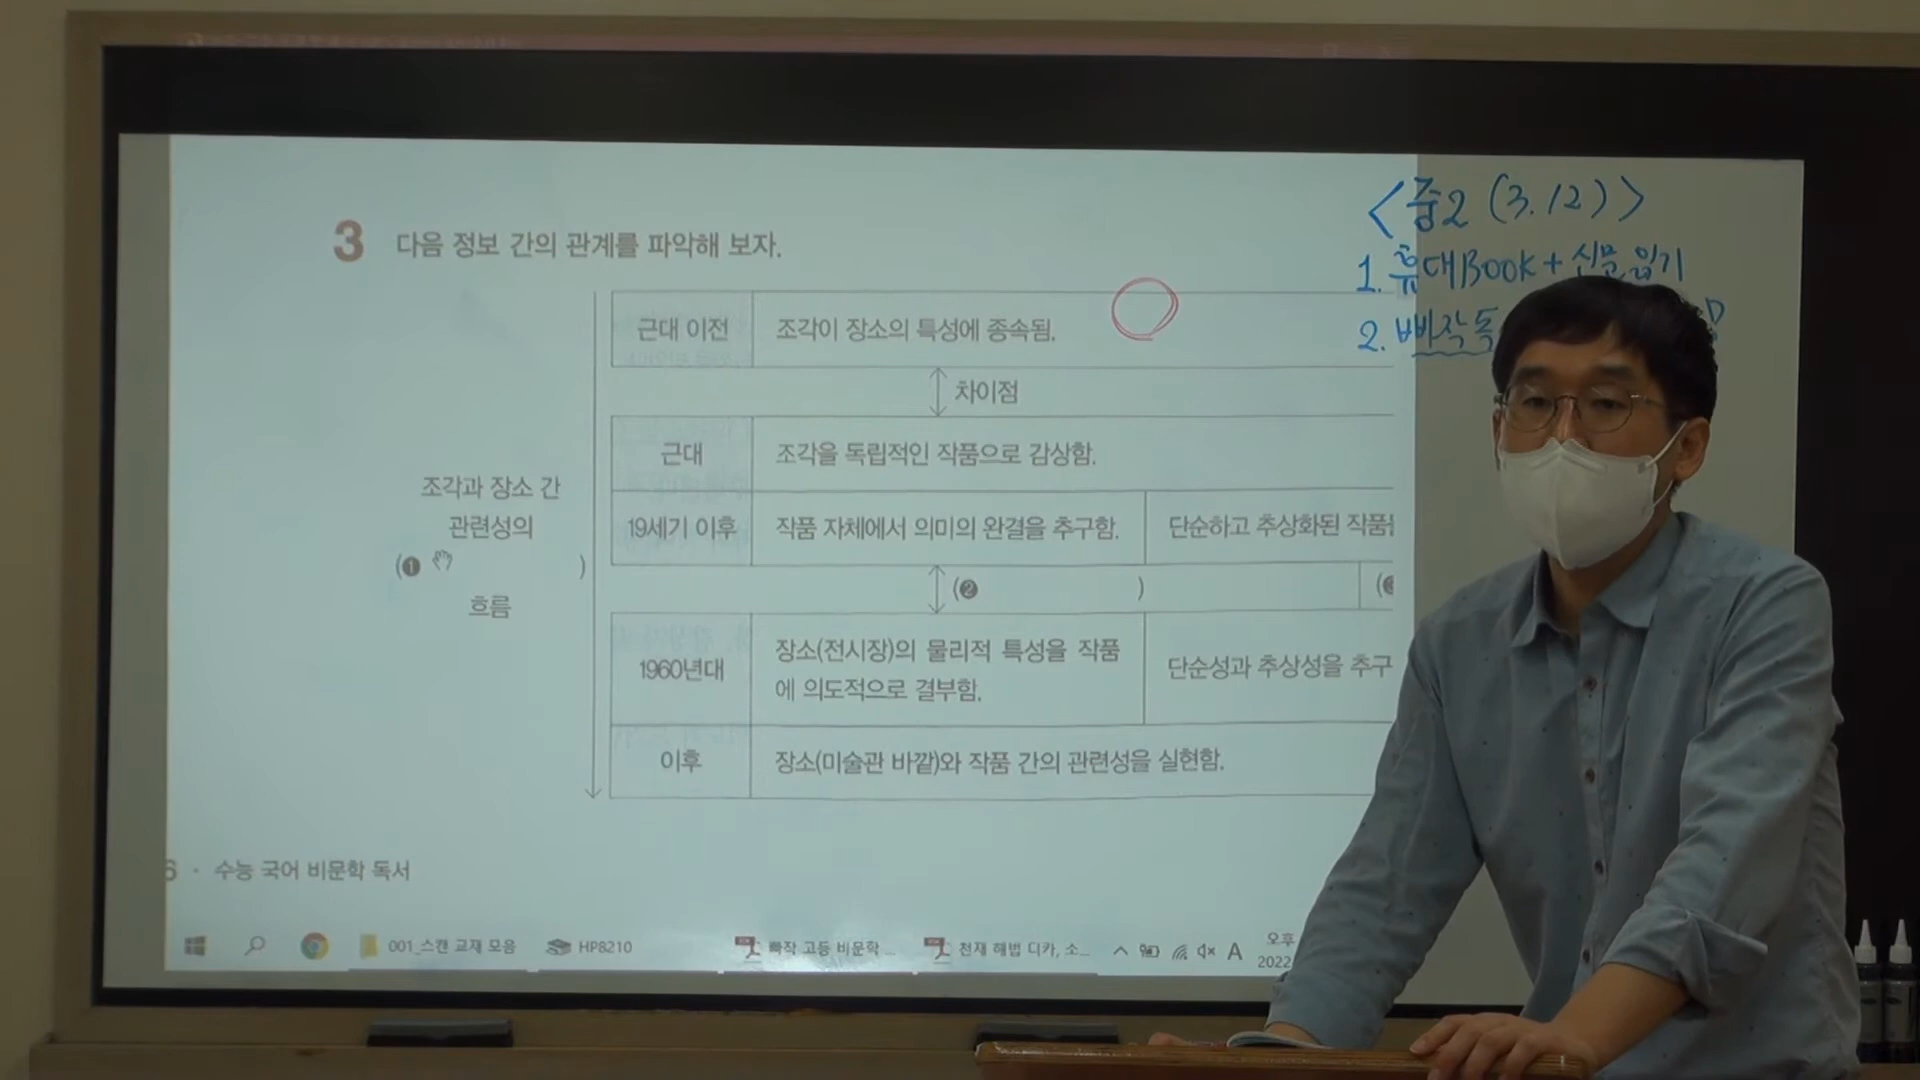 <중2 (3.12)>
1. 휴대BOOK+신문 읽기
2. 빠작 독
3 다음 정보 간의 관계를 파악해 보자.
근대 이전 조각이 장소의 특성에 종속됨.
차이점
근대 조각을 독립적인 작품으로 감상함.
19세기 이후 작품 자체에서 의미의 완결을 추구함. 단순하고 추상화된 작품
(❷ )
1960년대 장소(전시장)의 물리적 특성을 작품
에 의도적으로 결부함.
단순성과 추상성을 추구
이후 장소(미술관 바깥)와 작품 간의 관련성을 실현함.
조각과 장소 간
관련성의
(❶ )
흐름
6 · 수능 국어 비문학 독서
001_스캔 교재 모음 HP8210 빠작 고등 비문학 ... 천재 해법 디카, 소... A 오후
2022